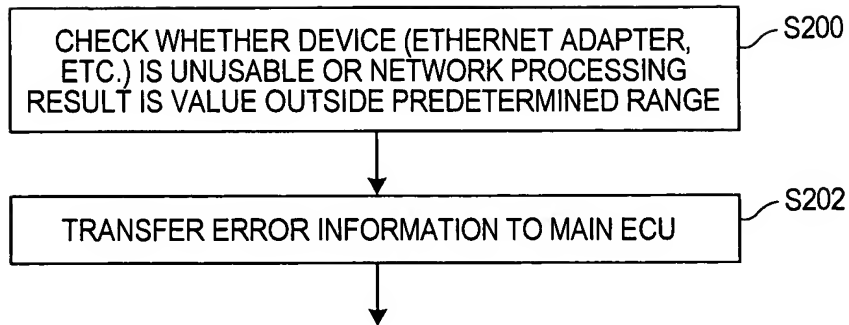 CHECK WHETHER DEVICE (ETHERNET ADAPTER,
ETC.) IS UNUSABLE OR NETWORK PROCESSING
RESULT IS VALUE OUTSIDE PREDETERMINED RANGE
S200
TRANSFER ERROR INFORMATION TO MAIN ECU
S202